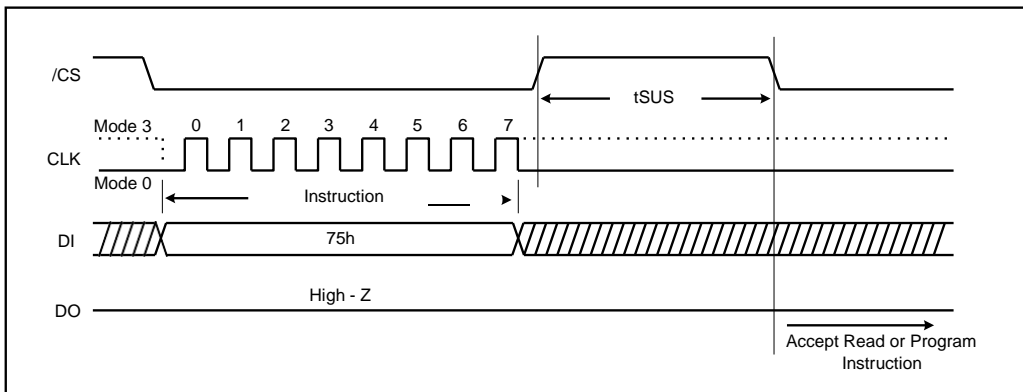 /CS
tSUS
Mode 3
0 1 2 3 4 5 6 7
CLK
Mode 0
Instruction
DI
75h
High - Z
DO
Accept Read or Program
Instruction